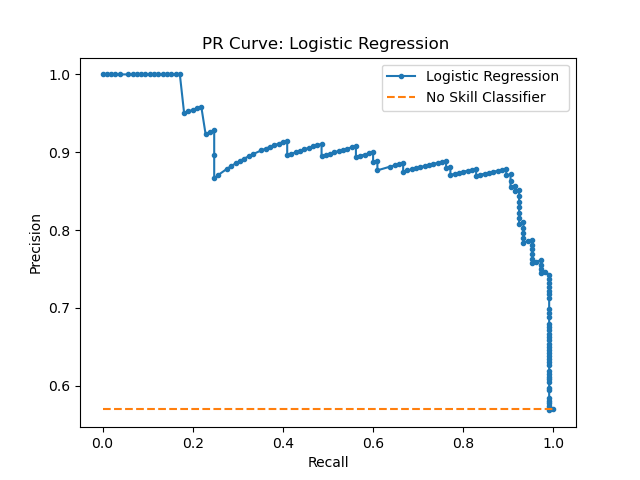 PR Curve: Logistic Regression
Logistic Regression
No Skill Classifier
Precision
1.0
0.9
0.8
0.7
0.6
0.0 0.2 0.4 0.6 0.8 1.0
Recall